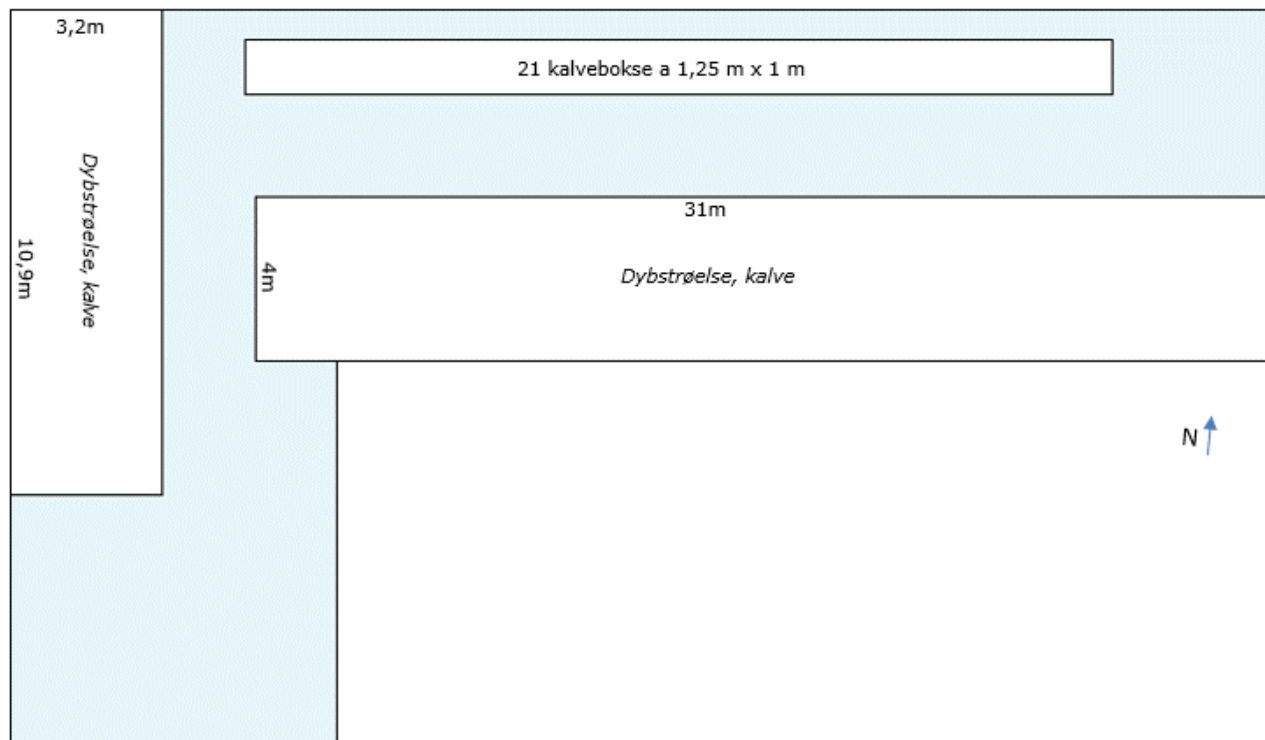 3,2m
21 kalvebokse a 1,25 m x 1 m
Dybstrøelse, kalve
10,9m
31m
4m
Dybstrøelse, kalve
N